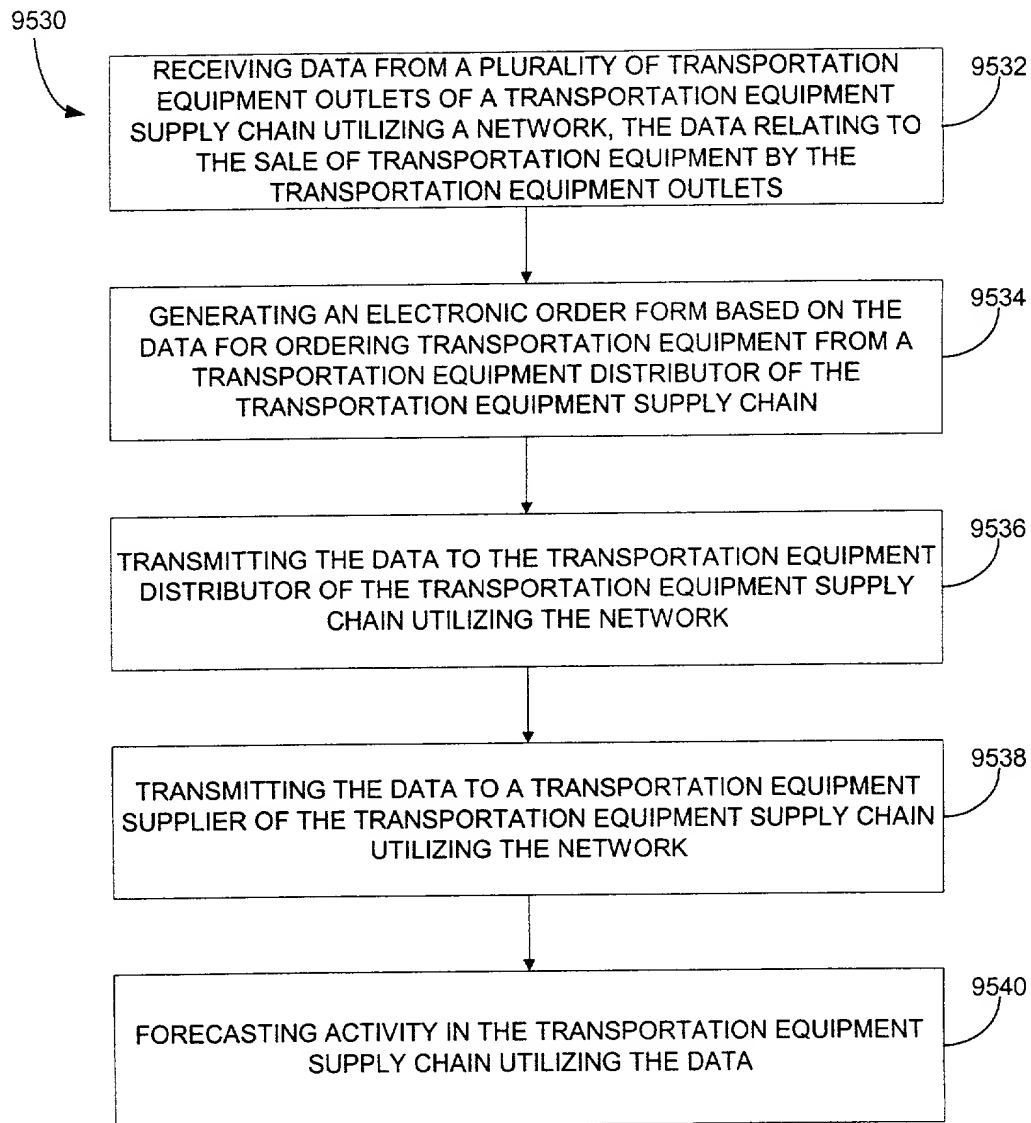 9530
RECEIVING DATA FROM A PLURALITY OF TRANSPORTATION
EQUIPMENT OUTLETS OF A TRANSPORTATION EQUIPMENT
SUPPLY CHAIN UTILIZING A NETWORK, THE DATA RELATING TO
THE SALE OF TRANSPORTATION EQUIPMENT BY THE
TRANSPORTATION EQUIPMENT OUTLETS
9532
GENERATING AN ELECTRONIC ORDER FORM BASED ON THE
DATA FOR ORDERING TRANSPORTATION EQUIPMENT FROM A
TRANSPORTATION EQUIPMENT DISTRIBUTOR OF THE
TRANSPORTATION EQUIPMENT SUPPLY CHAIN
9534
TRANSMITTING THE DATA TO THE TRANSPORTATION EQUIPMENT
DISTRIBUTOR OF THE TRANSPORTATION EQUIPMENT SUPPLY
CHAIN UTILIZING THE NETWORK
9536
TRANSMITTING THE DATA TO A TRANSPORTATION EQUIPMENT
SUPPLIER OF THE TRANSPORTATION EQUIPMENT SUPPLY CHAIN
UTILIZING THE NETWORK
9538
FORECASTING ACTIVITY IN THE TRANSPORTATION EQUIPMENT
SUPPLY CHAIN UTILIZING THE DATA
9540